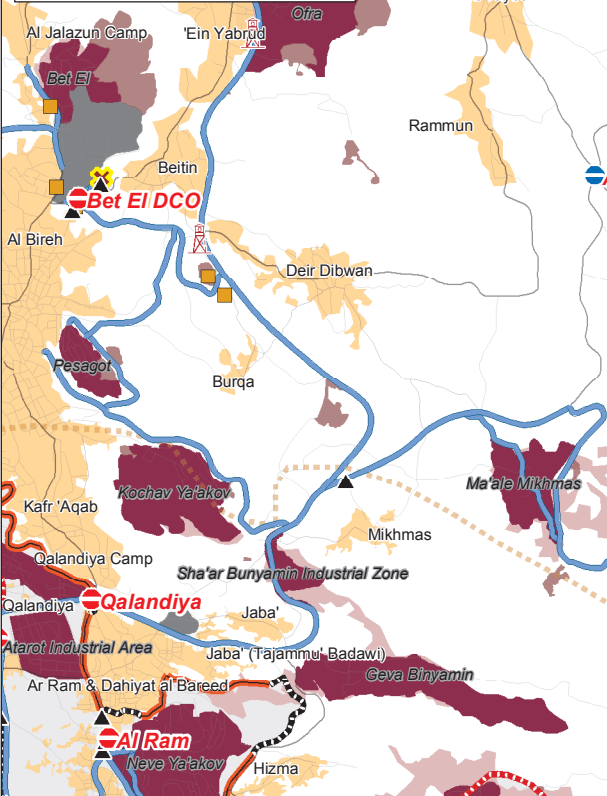 Ofra
Al Jalazun Camp
'Ein Yabrud
Bet El
Rammun
Beitin
Bet El DCO
Al Bireh
Deir Dibwan
Pesagot
Burqa
Ma'ale Mikhmas
Kochav Ya'akov
Kafr 'Aqab
Mikhmas
Qalandiya Camp
Sha'ar Bunyamin Industrial Zone
Qalandiya
Qalandiya
Jaba'
Atarot Industrial Area
Jaba' (Tajammu' Badawi)
Geva Binyamin
Ar Ram & Dahiyat al Bareed
Al Ram
Neve Ya'akov
Hizma